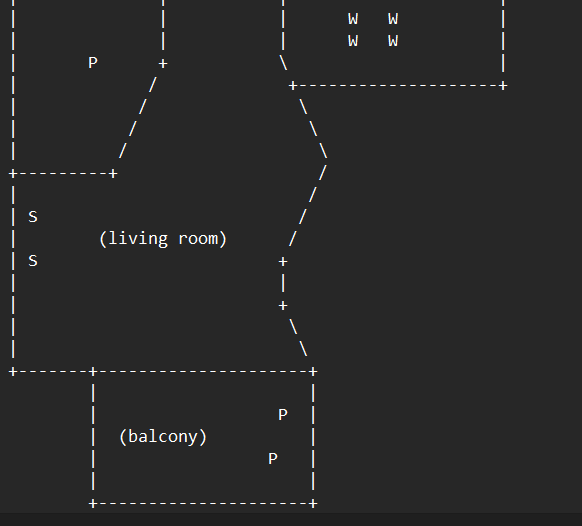 |              |           |      W   W          |
|              |           |      W   W          |
|       P      +           \                     |
|             /             +--------------------+
|            /               \
|           /                 \
|          /                   \
+---------+                    /
|                             /
| S                          /
|        (living room)      /
| S                        +
|                          |
|                          +
|                           \
|                            \
+-------+---------------------+
        |                     |
        |                  P  |
        |  (balcony)          |
        |                 P   |
        |                     |
        +---------------------+